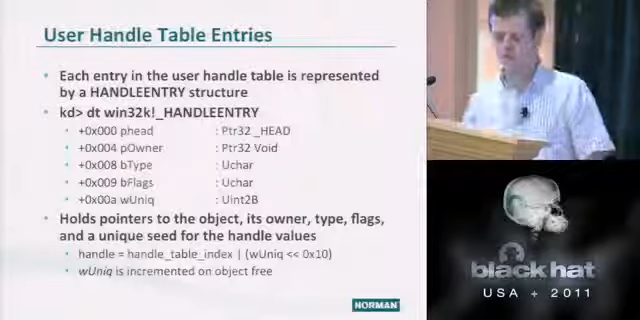 User Handle Table Entries
• Each entry in the user handle table is represented
by a HANDLEENTRY structure
• kd> dt win32k!_HANDLEENTRY
• +0x000 phead : Ptr32 _HEAD
• +0x004 pOwner : Ptr32 Void
• +0x008 bType : Uchar
• +0x009 bFlags : Uchar
• +0x00a wUniq : Uint2B
• Holds pointers to the object, its owner, type, flags,
and a unique seed for the handle values
• handle = handle_table_index | (wUniq << 0x10)
• wUniq is incremented on object free
NORMAN
black hat
USA + 2011